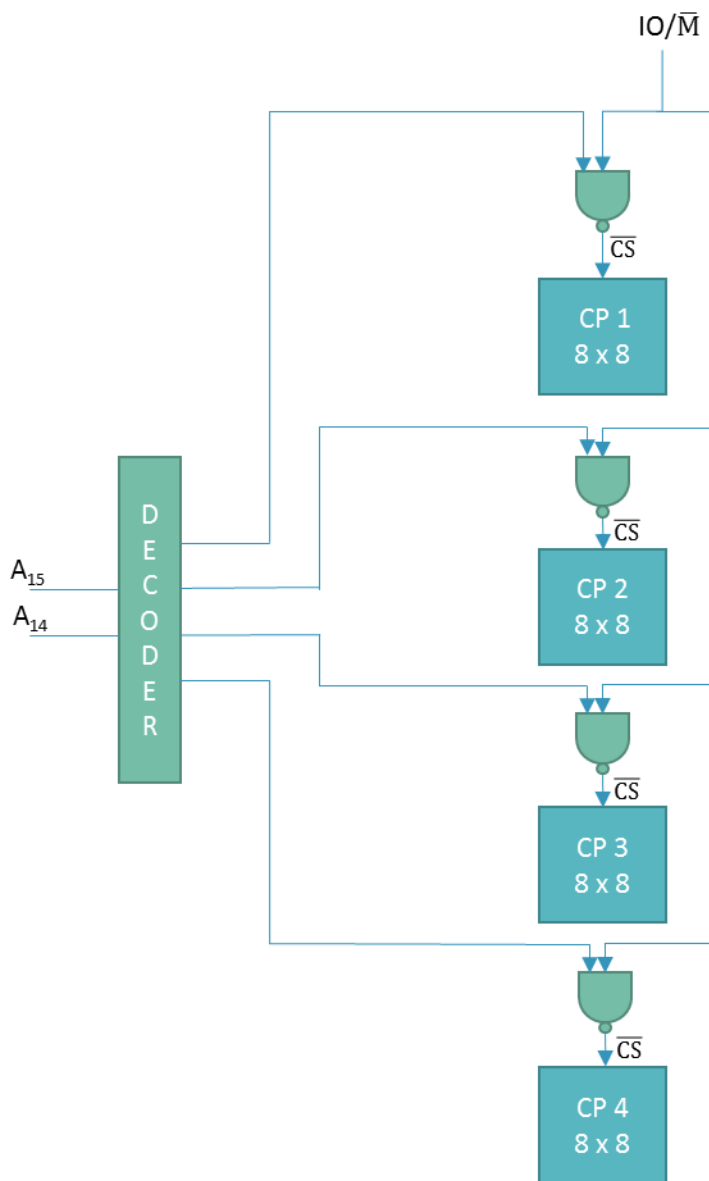 IO/M̅
C̅S̅
CP 1
8 x 8
D
E
C
O
D
E
R
A₁₅
A₁₄
C̅S̅
CP 2
8 x 8
C̅S̅
CP 3
8 x 8
C̅S̅
CP 4
8 x 8